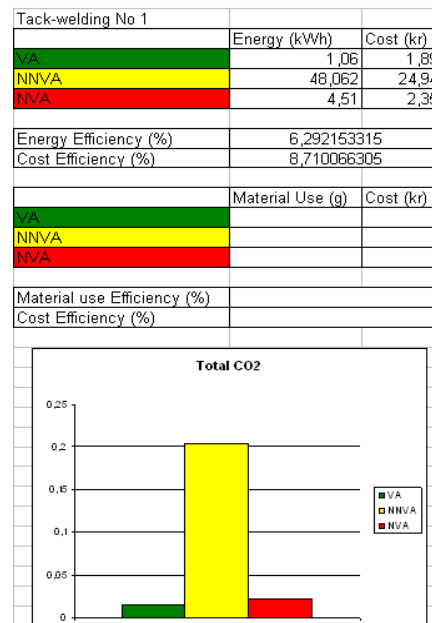 Tack-welding No 1
Energy (kWh) Cost (kr)
VA 1,06
NNVA 48,062
NVA 4,51
Energy Efficiency (%) 6,292153315
Cost Efficiency (%) 8,710066305
Material Use (g) Cost (kr)
VA
NNVA
NVA
Material use Efficiency (%)
Cost Efficiency (%)
Total CO2
0,25
0,2
0,15
0,1
0,05
0
VA
NNVA
NVA